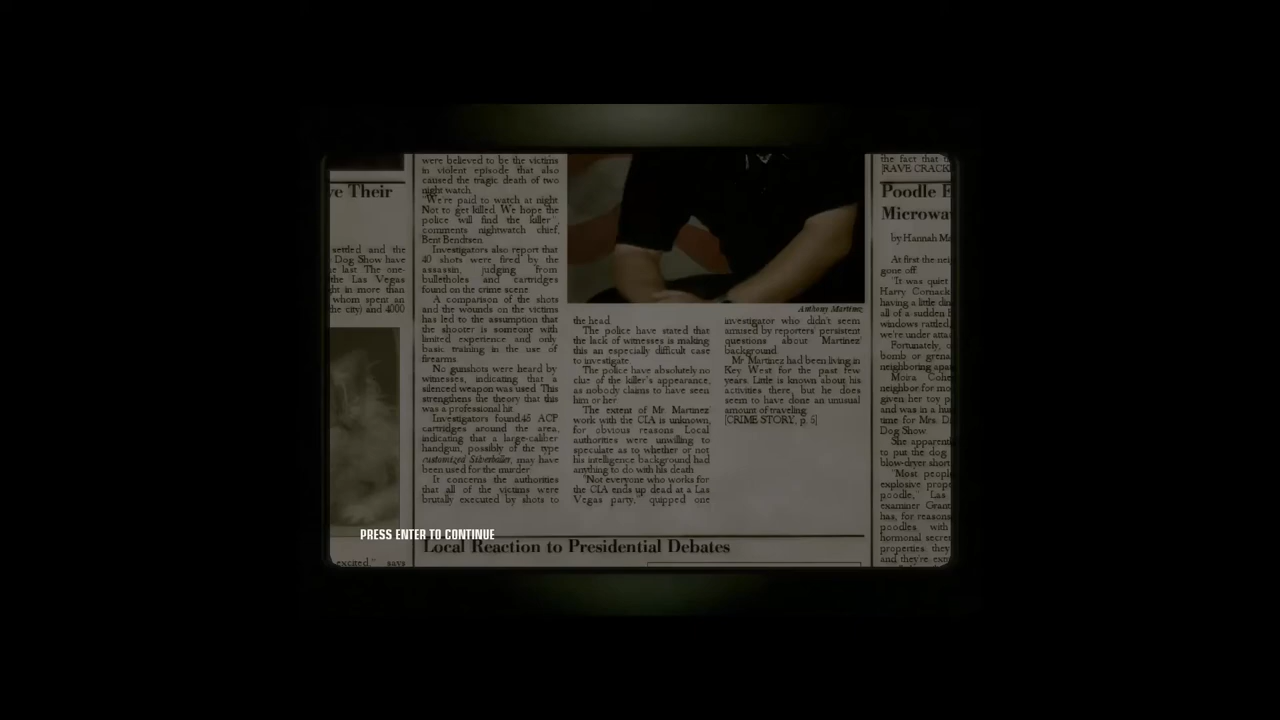 ve Their
settled and the
Dog Show have
the last The one-
the Las Vegas
ht in more than
whom spent an
the city) and 4000
excited," says
were believed to be the victims
in violent episode that also
caused the tragic death of two
night watch.
"We're paid to watch at night
Not to get killed. We hope the
police will find the killer",
comments nightwatch chief,
Bent Bendtsen
Investigators also report that
40 shots were fired by the
assassin, judging from
bulletholes and cartridges
found on the crime scene.
A comparison of the shots
and the wounds on the victims
has led to the assumption that
the shooter is someone with
limited experience and only
basic training in the use of
firearms.
No gunshots were heard by
witnesses, indicating that a
silenced weapon was used. This
strengthens the theory that this
was a professional hit.
Investigators found.45 ACP
cartridges around the area,
indicating that a large-caliber
handgun, possibly of the type
customized Silverballer, may have
been used for the murder
It concerns the authorities
that all of the victims were
brutally executed by shots to
Anthony Martinez
the head.
The police have stated that
the lack of witnesses is making
this an especially difficult case
to investigate.
The police have absolutely no
clue of the killer's appearance,
as nobody claims to have seen
him or her
The extent of Mr Martinez'
work with the CIA is unknown,
for obvious reasons. Local
authorities were unwilling to
speculate as to whether or not
his intelligence background had
anything to do with his death
"Not everyone who works for
the CIA ends up dead at a Las
Vegas party," quipped one
investigator who didn't seem
amused by reporters' persistent
questions about Martinez'
background.
Mr Martinez had been living in
Key West for the past few
years. Little is known about his
activities there, but he does
seem to have done an unusual
amount of traveling.
[CRIME STORY, p. 5]
Local Reaction to Presidential Debates
the fact that
[RAVE CRACK
Poodle E
Microwa
by Hannah Ma
At first the nei
gone off.
"It was quiet
Harry Cornack
having a little din
all of a sudden
windows rattled,
we're under atta
Fortunately,
bomb or grena
neighboring apa
Moira Cohe
neighbor for mo
given her toy p
and was in a hu
time for Mrs. D
Dog Show.
She apparent
to put the dog
blow-dryer short
"Most people
explosive prope
poodle," Las
examiner Grant
has, for reasons
poodles with
hormonal secre
properties. they
and they're ex
PRESS ENTER TO CONTINUE